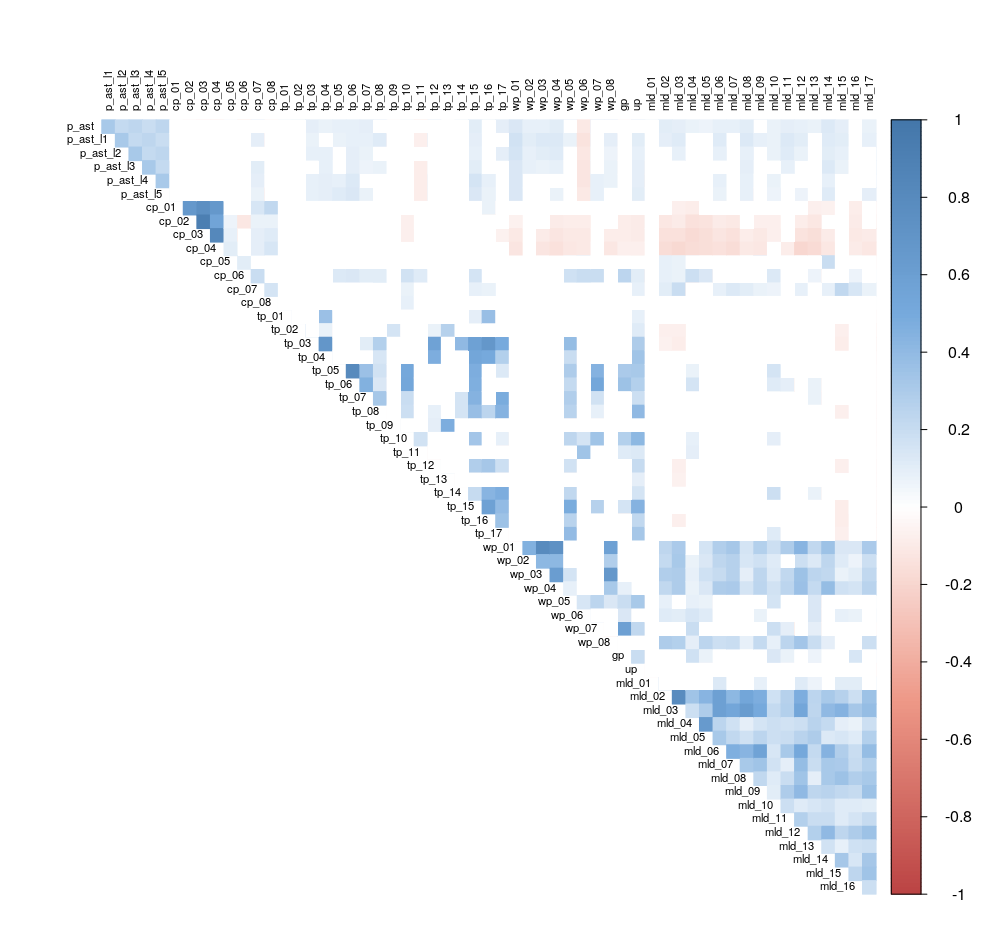 p_ast_l1
p_ast_l2
p_ast_l3
p_ast_l4
p_ast_l5
cp_01
cp_02
cp_03
cp_04
cp_05
cp_06
cp_07
cp_08
tp_01
tp_02
tp_03
tp_04
tp_05
tp_06
tp_07
tp_08
tp_09
tp_10
tp_11
tp_12
tp_13
tp_14
tp_15
tp_16
tp_17
wp_01
wp_02
wp_03
wp_04
wp_05
wp_06
wp_07
wp_08
gp
up
mld_01
mld_02
mld_03
mld_04
mld_05
mld_06
mld_07
mld_08
mld_09
mld_10
mld_11
mld_12
mld_13
mld_14
mld_15
mld_16
mld_17
p_ast
p_ast_l1
p_ast_l2
p_ast_l3
p_ast_l4
p_ast_l5
cp_01
cp_02
cp_03
cp_04
cp_05
cp_06
cp_07
cp_08
tp_01
tp_02
tp_03
tp_04
tp_05
tp_06
tp_07
tp_08
tp_09
tp_10
tp_11
tp_12
tp_13
tp_14
tp_15
tp_16
tp_17
wp_01
wp_02
wp_03
wp_04
wp_05
wp_06
wp_07
wp_08
gp
up
mld_01
mld_02
mld_03
mld_04
mld_05
mld_06
mld_07
mld_08
mld_09
mld_10
mld_11
mld_12
mld_13
mld_14
mld_15
mld_16
1
0.8
0.6
0.4
0.2
0
-0.2
-0.4
-0.6
-0.8
-1